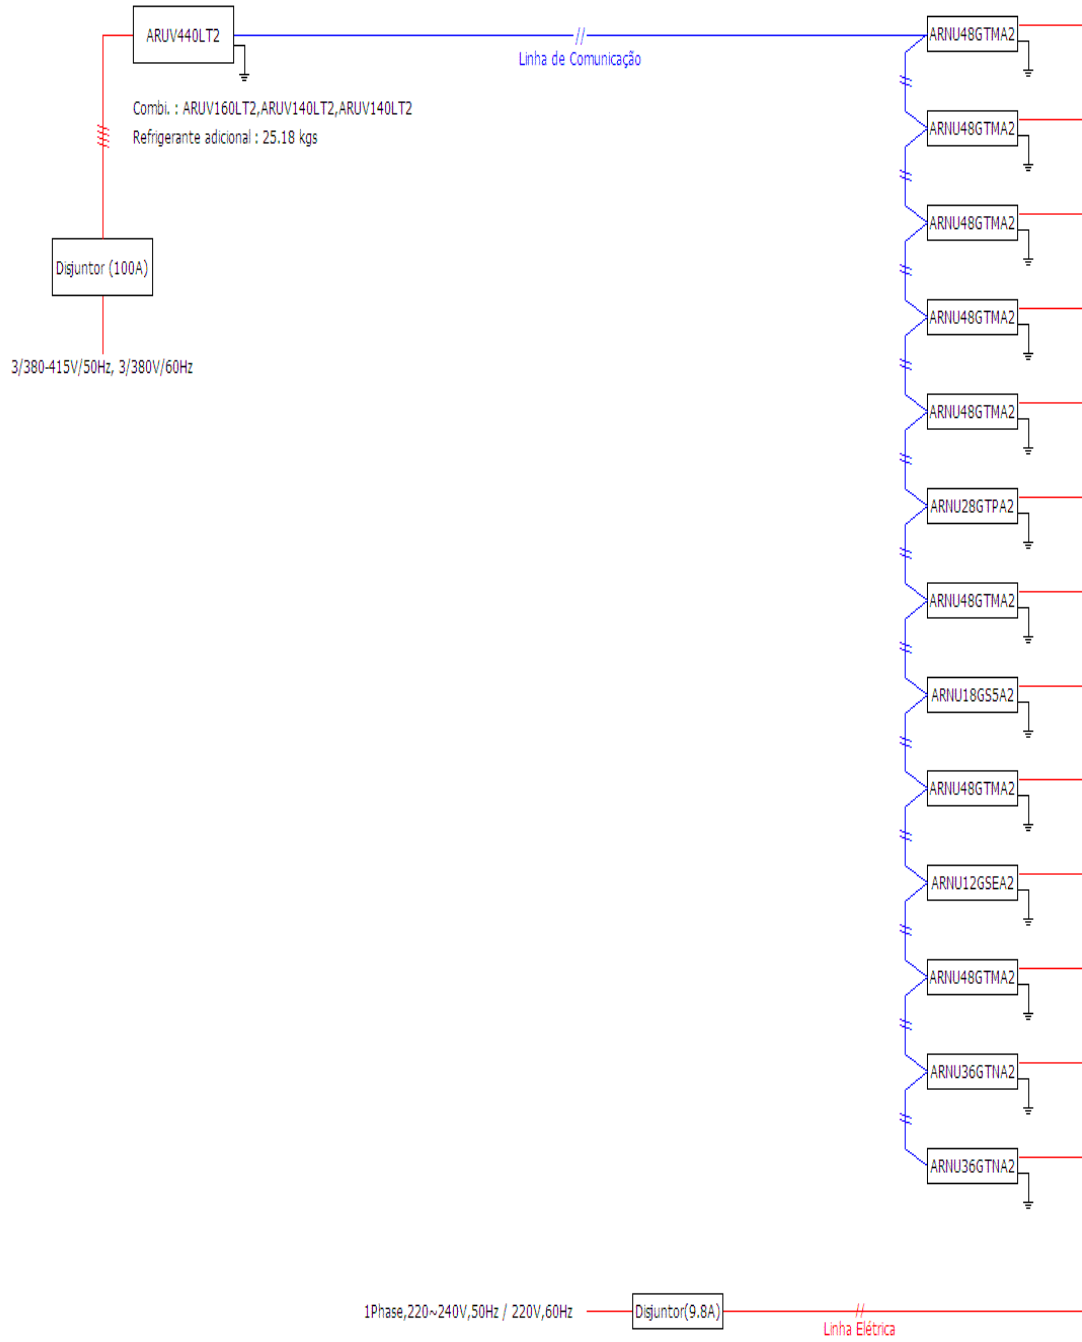 ARUV440LT2
Linha de Comunicação
Combi. : ARUV160LT2,ARUV140LT2,ARUV140LT2
Refrigerante adicional : 25.18 kgs
Disjuntor (100A)
3/380-415V/50Hz, 3/380V/60Hz
ARNU48GTMA2
ARNU48GTMA2
ARNU48GTMA2
ARNU48GTMA2
ARNU48GTMA2
ARNU28GTPA2
ARNU48GTMA2
ARNU18GS5A2
ARNU48GTMA2
ARNU12GSEA2
ARNU48GTMA2
ARNU36GTNA2
ARNU36GTNA2
1Phase,220~240V,50Hz / 220V,60Hz
Disjuntor(9.8A)
Linha Elétrica